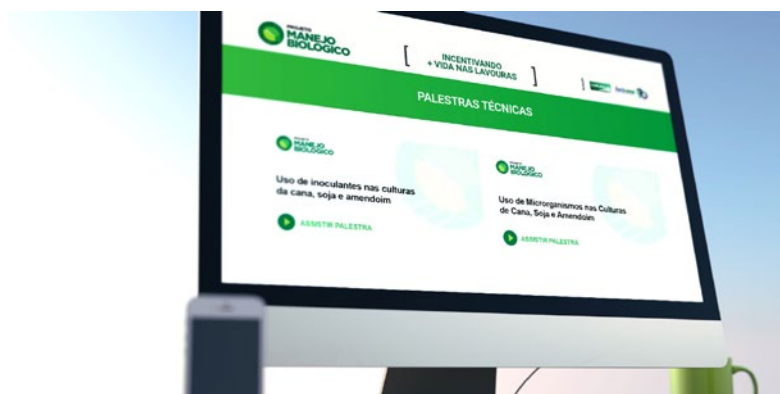 PROJETO
MANEJO
BIOLÓGICO
[ INCENTIVANDO
+ VIDA NAS LAVOURAS ]
PALESTRAS TÉCNICAS
MANEJO
BIOLÓGICO
Uso de inoculantes nas culturas
da cana, soja e amendoim
ASSISTIR PALESTRA
MANEJO
BIOLÓGICO
Uso de Microrganismos nas Culturas
de Cana, Soja e Amendoim
ASSISTIR PALESTRA